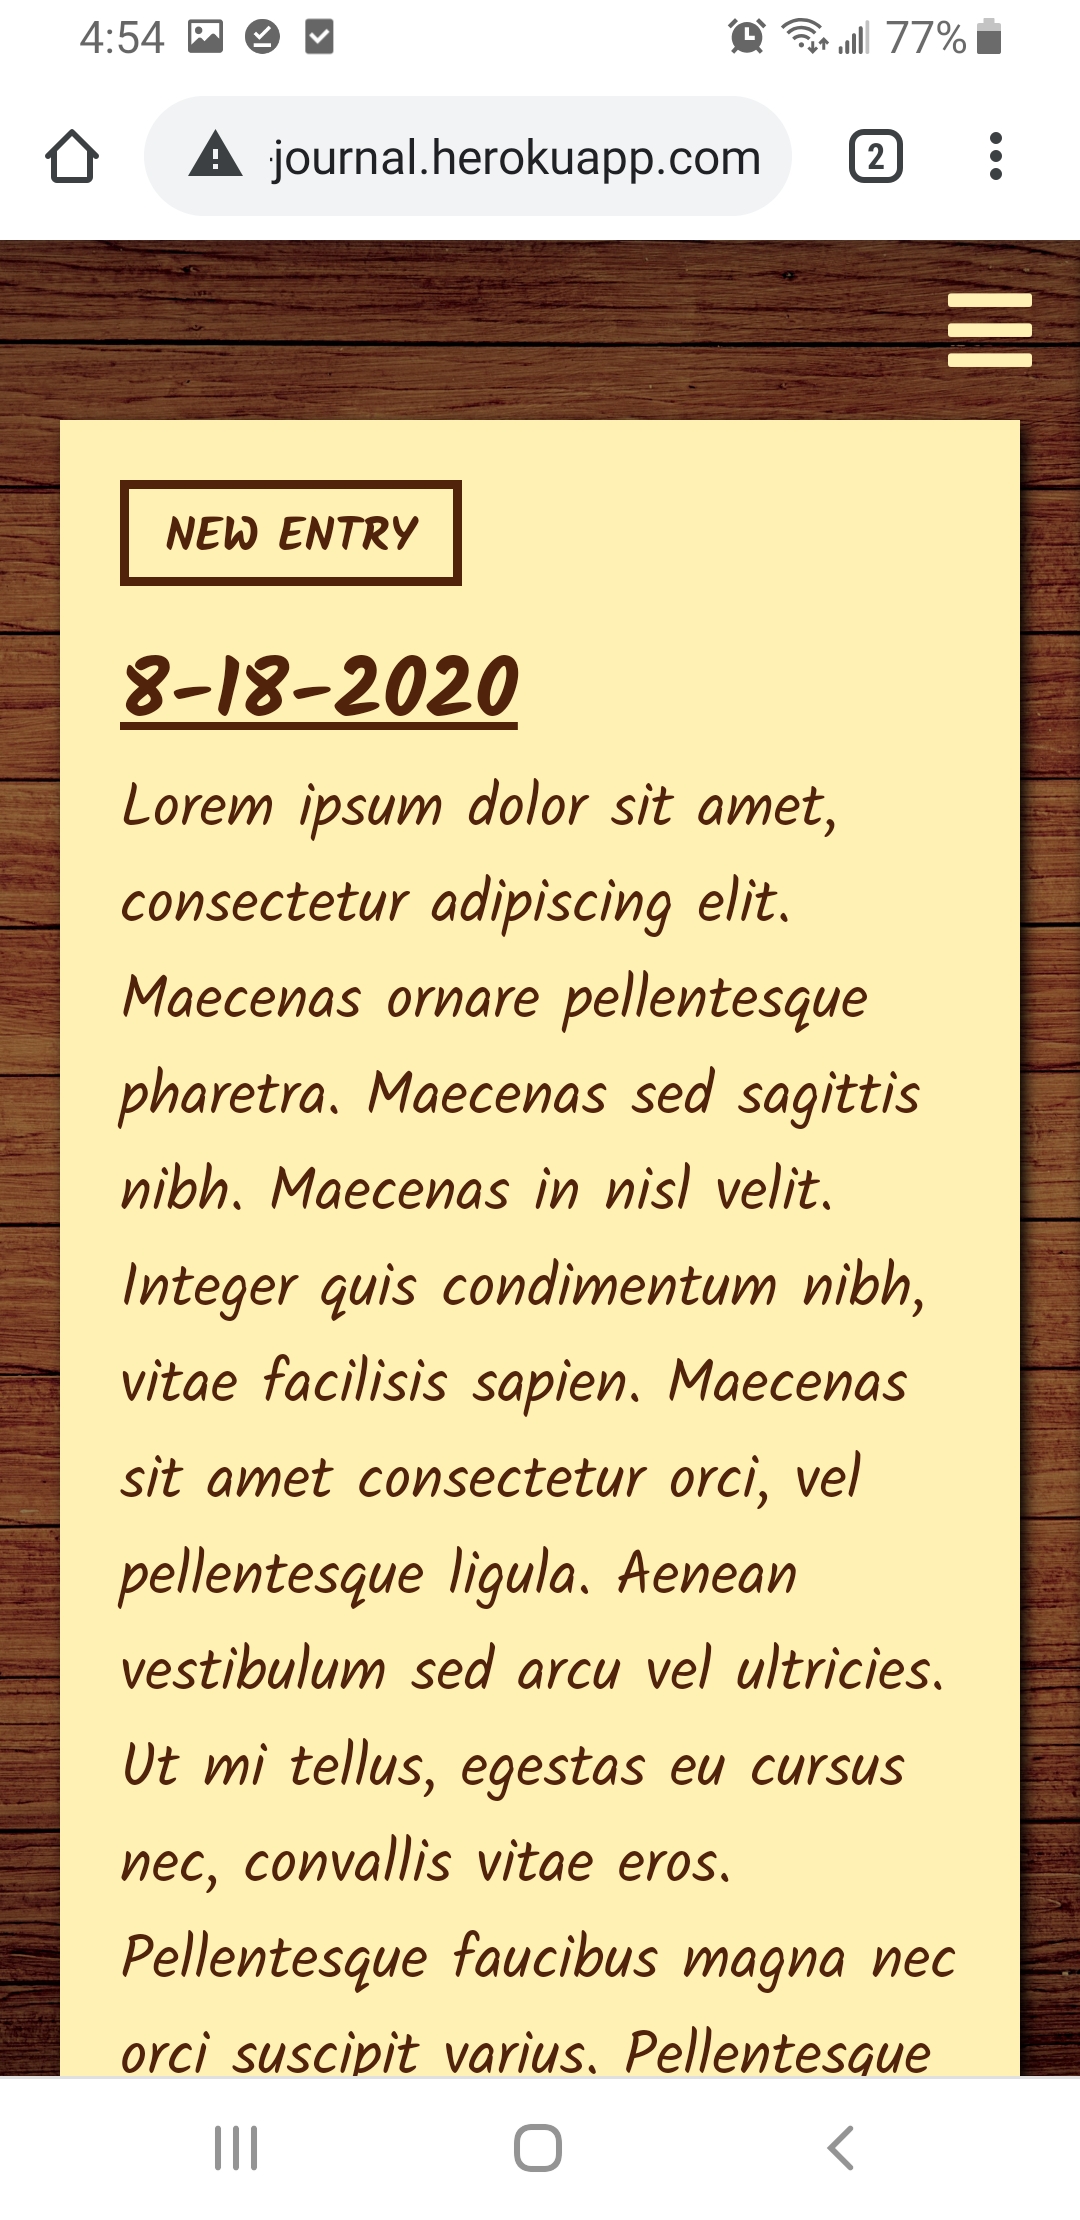 4:54
77%
journal.herokuapp.com
2
NEW ENTRY
8-18-2020
Lorem ipsum dolor sit amet,
consectetur adipiscing elit.
Maecenas ornare pellentesque
pharetra. Maecenas sed sagittis
nibh. Maecenas in nisl velit.
Integer quis condimentum nibh,
vitae facilisis sapien. Maecenas
sit amet consectetur orci, vel
pellentesque ligula. Aenean
vestibulum sed arcu vel ultricies.
Ut mi tellus, egestas eu cursus
nec, convallis vitae eros.
Pellentesque faucibus magna nec
orci suscipit varius. Pellentesque